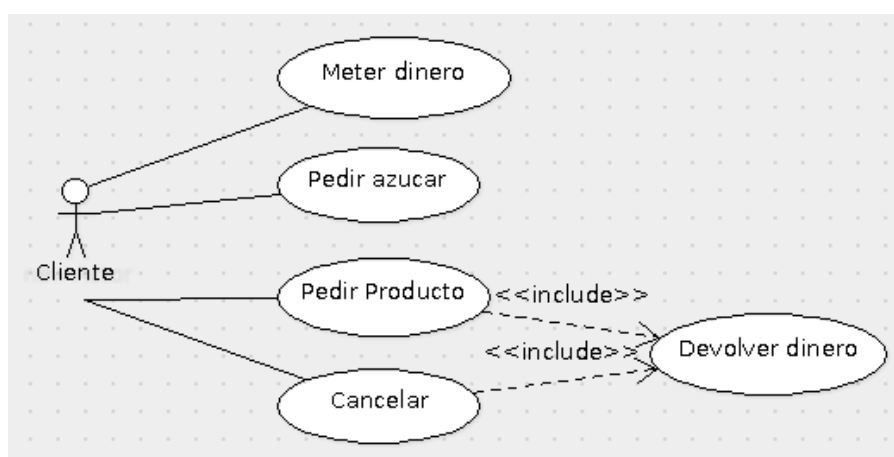 Meter dinero
Pedir azucar
Cliente
Pedir Producto
<<include>>
<<include>>
Devolver dinero
Cancelar